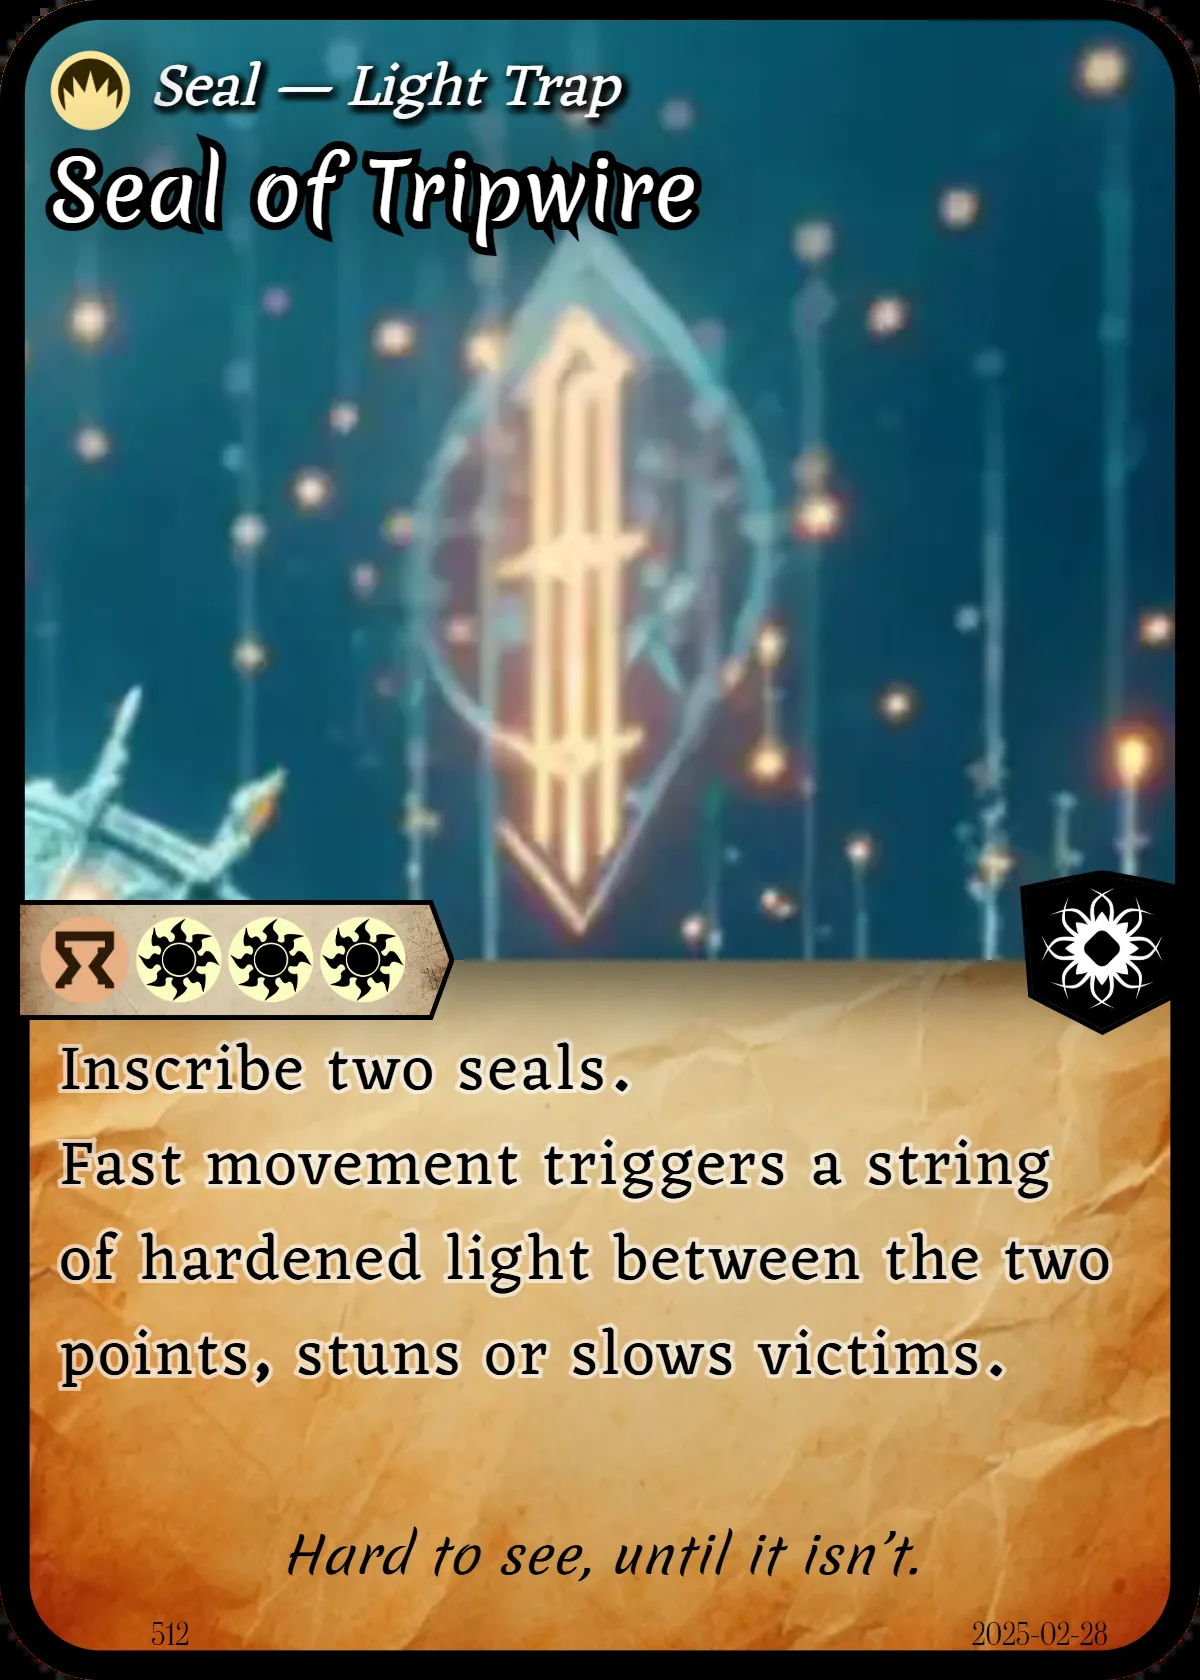 Seal — Light Trap
Seal of Tripwire
Inscribe two seals.
Fast movement triggers a string
of hardened light between the two
points, stuns or slows victims.
Hard to see, until it isn't.
512
2025-02-28